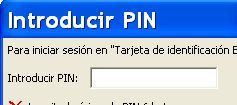 Introducir PIN
Para iniciar sesión en "Tarjeta de identificación E
Introducir PIN: